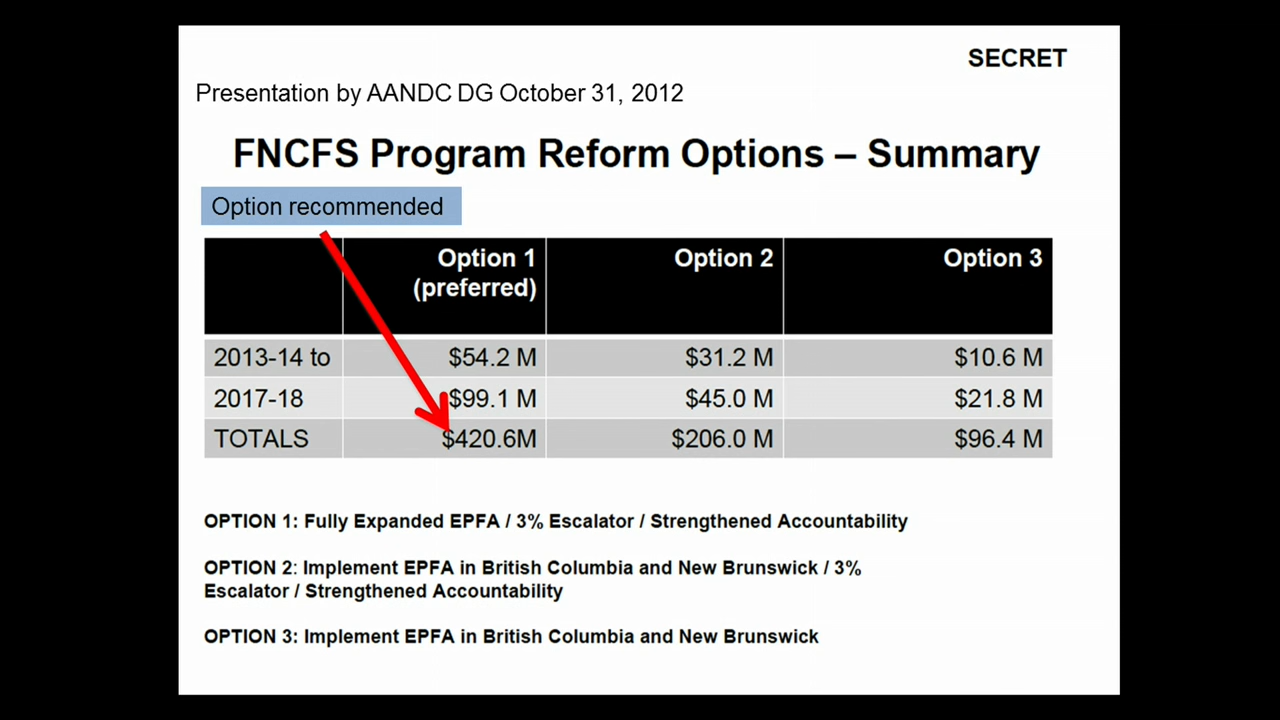 SECRET
Presentation by AANDC DG October 31, 2012
FNCFS Program Reform Options – Summary
Option recommended
Option 1 Option 2 Option 3
(preferred)
2013-14 to $54.2 M $31.2 M $10.6 M
2017-18 $99.1 M $45.0 M $21.8 M
TOTALS $420.6M $206.0 M $96.4 M
OPTION 1: Fully Expanded EPFA / 3% Escalator / Strengthened Accountability
OPTION 2: Implement EPFA in British Columbia and New Brunswick / 3%
Escalator / Strengthened Accountability
OPTION 3: Implement EPFA in British Columbia and New Brunswick